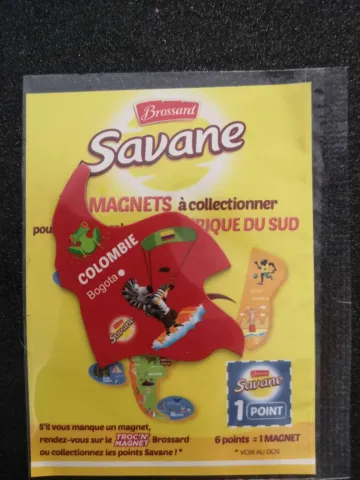 Brossard
Savane
MAGNETS à collectionner
pou RIQUE DU SUD
COLOMBIE
Bogota
Brossard
Savane
Brossard
Savane
1 POINT
S'il vous manque un magnet,
rendez-vous sur le TROC'N' MAGNET Brossard
ou collectionnez les points Savane ! *
6 points = 1 MAGNET
* VOIR AU DOS